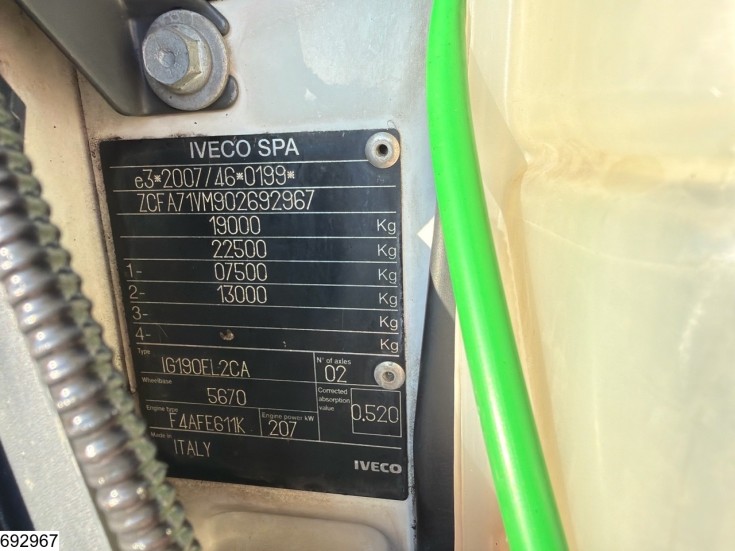 IVECO SPA
e3*2007/46*0199*
ZCFA71VM902692967
19000 Kg
22500 Kg
1- 07500 Kg
2- 13000 Kg
3- Kg
4- Kg
Type IG190EL2CA N° of axles 02
Wheelbase 5670 Corrected absorption value 0.520
Engine type F4AFE611K Engine power kW 207
Made in ITALY
IVECO
692967